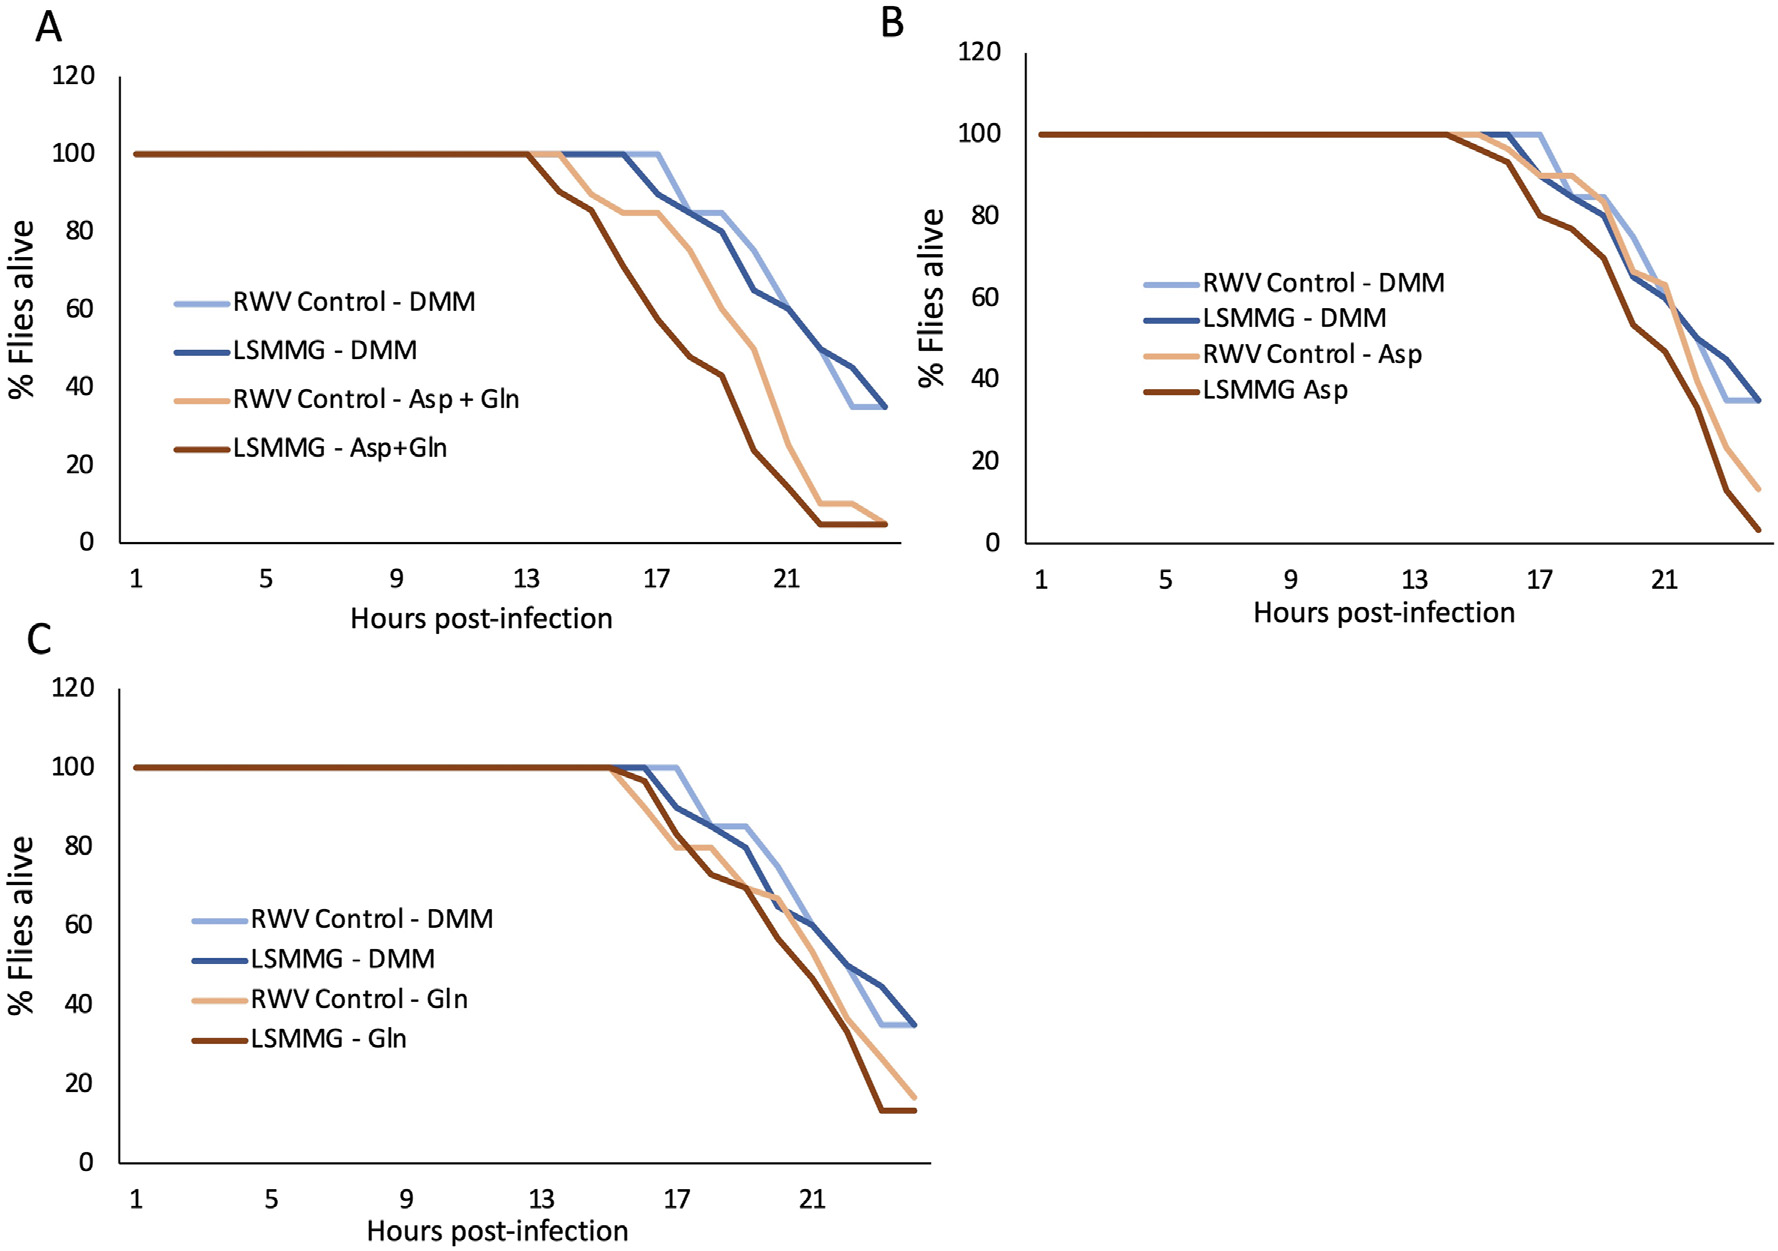 A
120
100
80
60
40
20
0
% Flies alive
RWV Control - DMM
LSMMG - DMM
RWV Control - Asp + Gln
LSMMG - Asp+Gln
1 5 9 13 17 21
Hours post-infection
B
120
100
80
60
40
20
0
% Flies alive
RWV Control - DMM
LSMMG - DMM
RWV Control - Asp
LSMMG Asp
1 5 9 13 17 21
Hours post-infection
C
120
100
80
60
40
20
0
% Flies alive
RWV Control - DMM
LSMMG - DMM
RWV Control - Gln
LSMMG - Gln
1 5 9 13 17 21
Hours post-infection